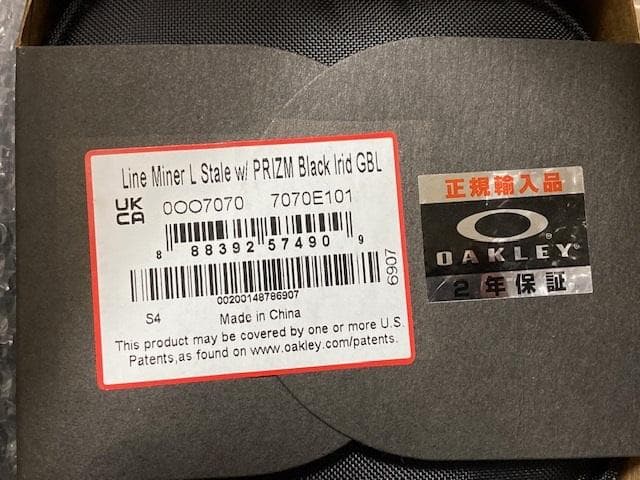 Line Miner L Stale w/ PRIZM Black Irid GBL
UK
CA
OOO7070 7070E101
8 88392 57490 9
00200148786907
6907
S4 Made in China
This product may be covered by one or more U.S.
Patents,as found on www.oakley.com/patents.
正規輸入品
OAKLEY®
2年保証